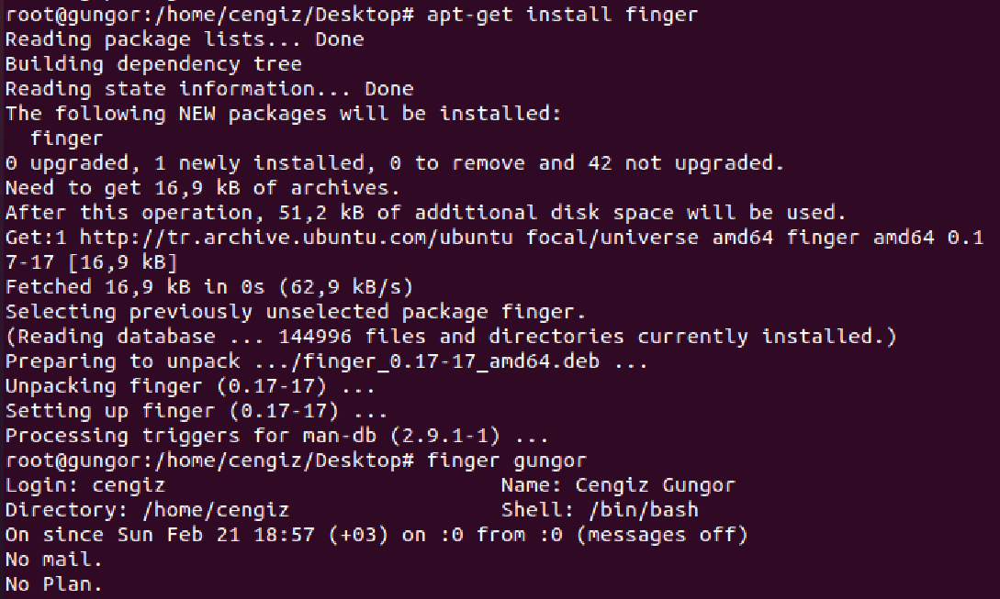 root@gungor:/home/cengiz/Desktop# apt-get install finger
Reading package lists... Done
Building dependency tree
Reading state information... Done
The following NEW packages will be installed:
  finger
0 upgraded, 1 newly installed, 0 to remove and 42 not upgraded.
Need to get 16,9 kB of archives.
After this operation, 51,2 kB of additional disk space will be used.
Get:1 http://tr.archive.ubuntu.com/ubuntu focal/universe amd64 finger amd64 0.1
7-17 [16,9 kB]
Fetched 16,9 kB in 0s (62,9 kB/s)
Selecting previously unselected package finger.
(Reading database ... 144996 files and directories currently installed.)
Preparing to unpack .../finger_0.17-17_amd64.deb ...
Unpacking finger (0.17-17) ...
Setting up finger (0.17-17) ...
Processing triggers for man-db (2.9.1-1) ...
root@gungor:/home/cengiz/Desktop# finger gungor
Login: cengiz                           Name: Cengiz Gungor
Directory: /home/cengiz                 Shell: /bin/bash
On since Sun Feb 21 18:57 (+03) on :0 from :0 (messages off)
No mail.
No Plan.